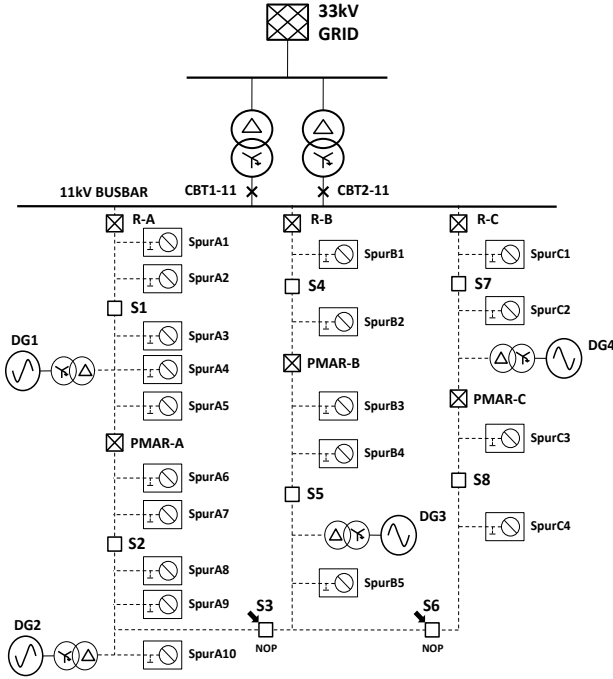 33kV
GRID
CBT1-11
CBT2-11
11kV BUSBAR
R-A
R-B
R-C
SpurA1
SpurB1
SpurC1
SpurA2
S1
S4
S7
SpurC2
SpurB2
SpurA3
DG1
DG4
SpurA4
PMAR-B
SpurA5
PMAR-C
SpurB3
PMAR-A
SpurC3
SpurB4
SpurA6
S8
S5
SpurA7
DG3
SpurC4
S2
SpurA8
SpurB5
SpurA9
S3
S6
DG2
NOP
NOP
SpurA10